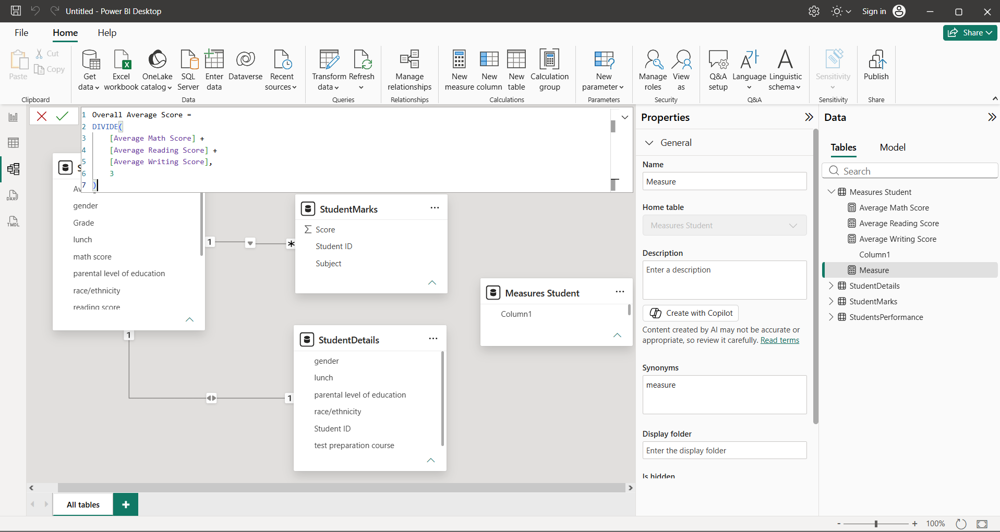 Untitled - Power BI Desktop
Sign in
File
Home
Help
Share
Paste
Cut
Copy
Clipboard
Get data
Excel workbook
OneLake catalog
SQL Server
Enter data
Dataverse
Recent sources
Data
Transform data
Refresh
Queries
Manage relationships
Relationships
New measure
New column
New table
Calculation group
Calculations
New parameter
Parameters
Manage roles
View as
Security
Q&A setup
Language
Linguistic schema
Q&A
Sensitivity
Sensitivity
Publish
Share
1 Overall Average Score =
2 DIVIDE(
3 [Average Math Score] +
4 [Average Reading Score] +
5 [Average Writing Score],
6 3
7 )
DAX
TMDL
gender
Grade
lunch
math score
parental level of education
race/ethnicity
reading score
1
*
StudentMarks
Score
Student ID
Subject
Measures Student
Column1
1
1
StudentDetails
gender
lunch
parental level of education
race/ethnicity
Student ID
test preparation course
All tables
+
Properties
General
Name
Measure
Home table
Measures Student
Description
Enter a description
Create with Copilot
Content created by AI may not be accurate or
appropriate, so review it carefully. Read terms
Synonyms
measure
Display folder
Enter the display folder
Is hidden
Data
Tables
Model
Search
Measures Student
Average Math Score
Average Reading Score
Average Writing Score
Column1
Measure
StudentDetails
StudentMarks
StudentsPerformance
- + 100%